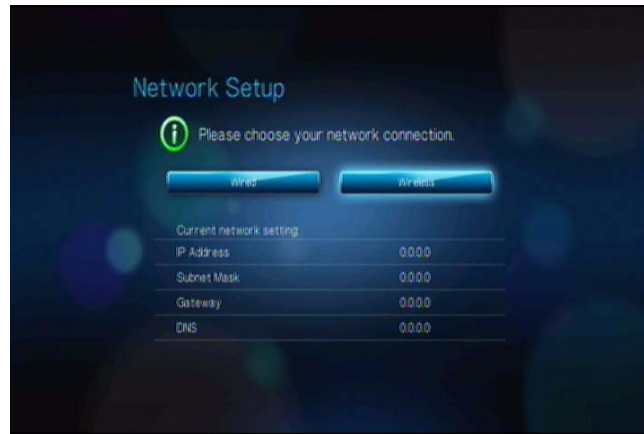 Network Setup
Please choose your network connection.
Wired Wireless
Current network setting:
IP Address 0.0.0.0
Subnet Mask 0.0.0.0
Gateway 0.0.0.0
DNS 0.0.0.0